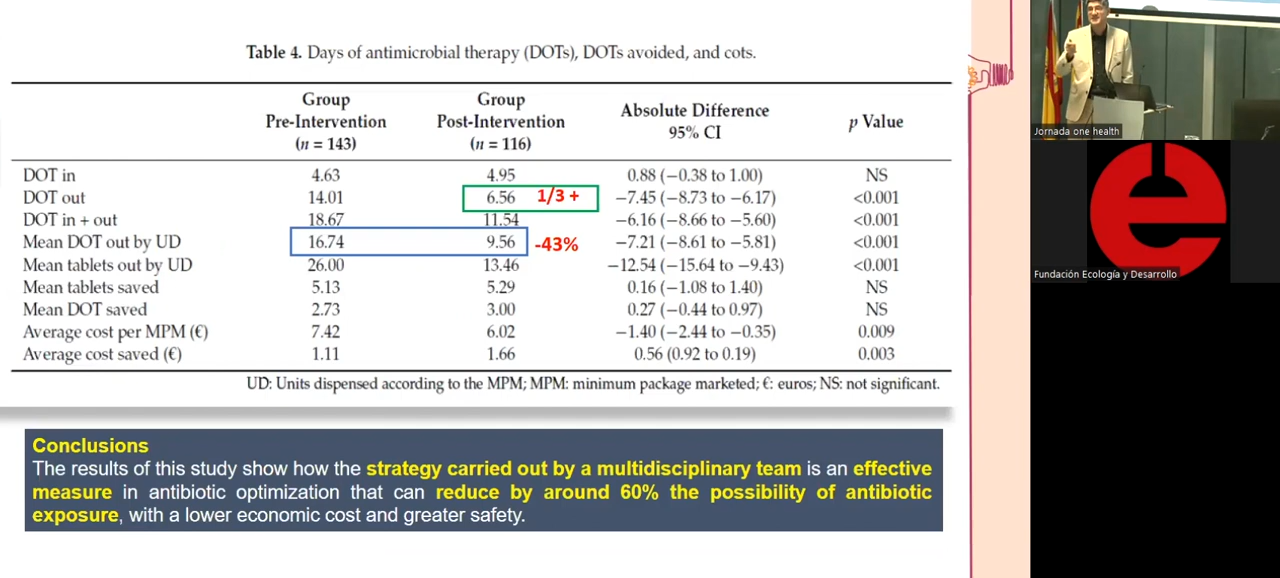 Table 4. Days of antimicrobial therapy (DOTs), DOTs avoided, and cots.
Group Pre-Intervention (n = 143) Group Post-Intervention (n = 116) Absolute Difference 95% CI p Value
DOT in 4.63 4.95 0.88 (−0.38 to 1.00) NS
DOT out 14.01 6.56 1/3 + −7.45 (−8.73 to −6.17) <0.001
DOT in + out 18.67 11.54 −6.16 (−8.66 to −5.60) <0.001
Mean DOT out by UD 16.74 9.56 -43% −7.21 (−8.61 to −5.81) <0.001
Mean tablets out by UD 26.00 13.46 −12.54 (−15.64 to −9.43) <0.001
Mean tablets saved 5.13 5.29 0.16 (−1.08 to 1.40) NS
Mean DOT saved 2.73 3.00 0.27 (−0.44 to 0.97) NS
Average cost per MPM (€) 7.42 6.02 −1.40 (−2.44 to −0.35) 0.009
Average cost saved (€) 1.11 1.66 0.56 (0.92 to 0.19) 0.003
UD: Units dispensed according to the MPM; MPM: minimum package marketed; €: euros; NS: not significant.
Conclusions
The results of this study show how the strategy carried out by a multidisciplinary team is an effective
measure in antibiotic optimization that can reduce by around 60% the possibility of antibiotic
exposure, with a lower economic cost and greater safety.
Jornada one health
Fundación Ecología y Desarrollo